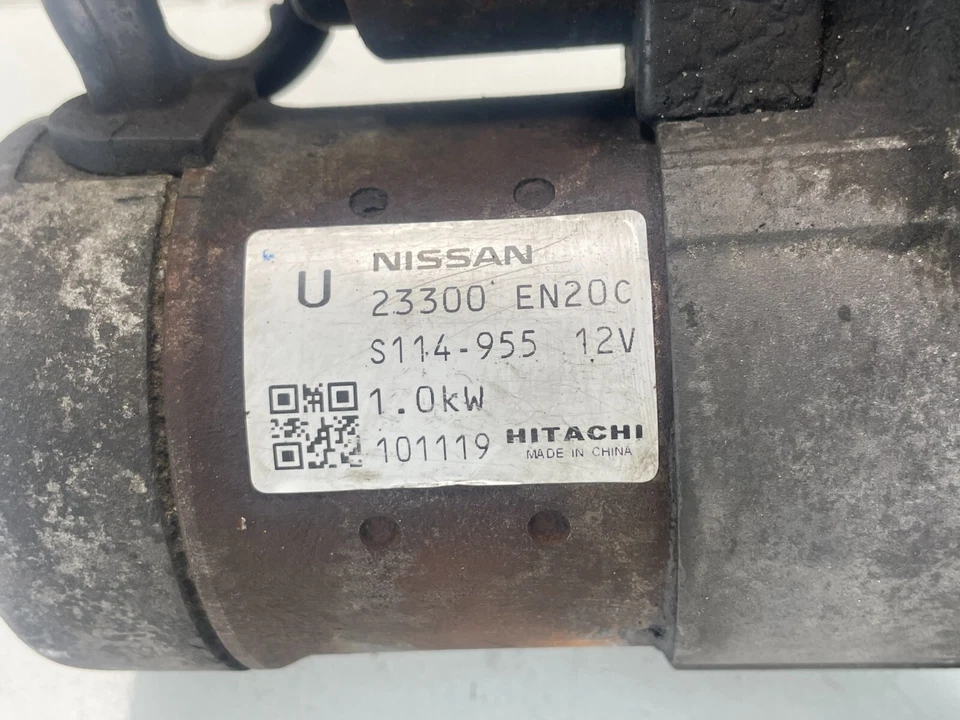 U NISSAN
23300 EN20C
S114-955 12V
1.0kW
101119 HITACHI
MADE IN CHINA